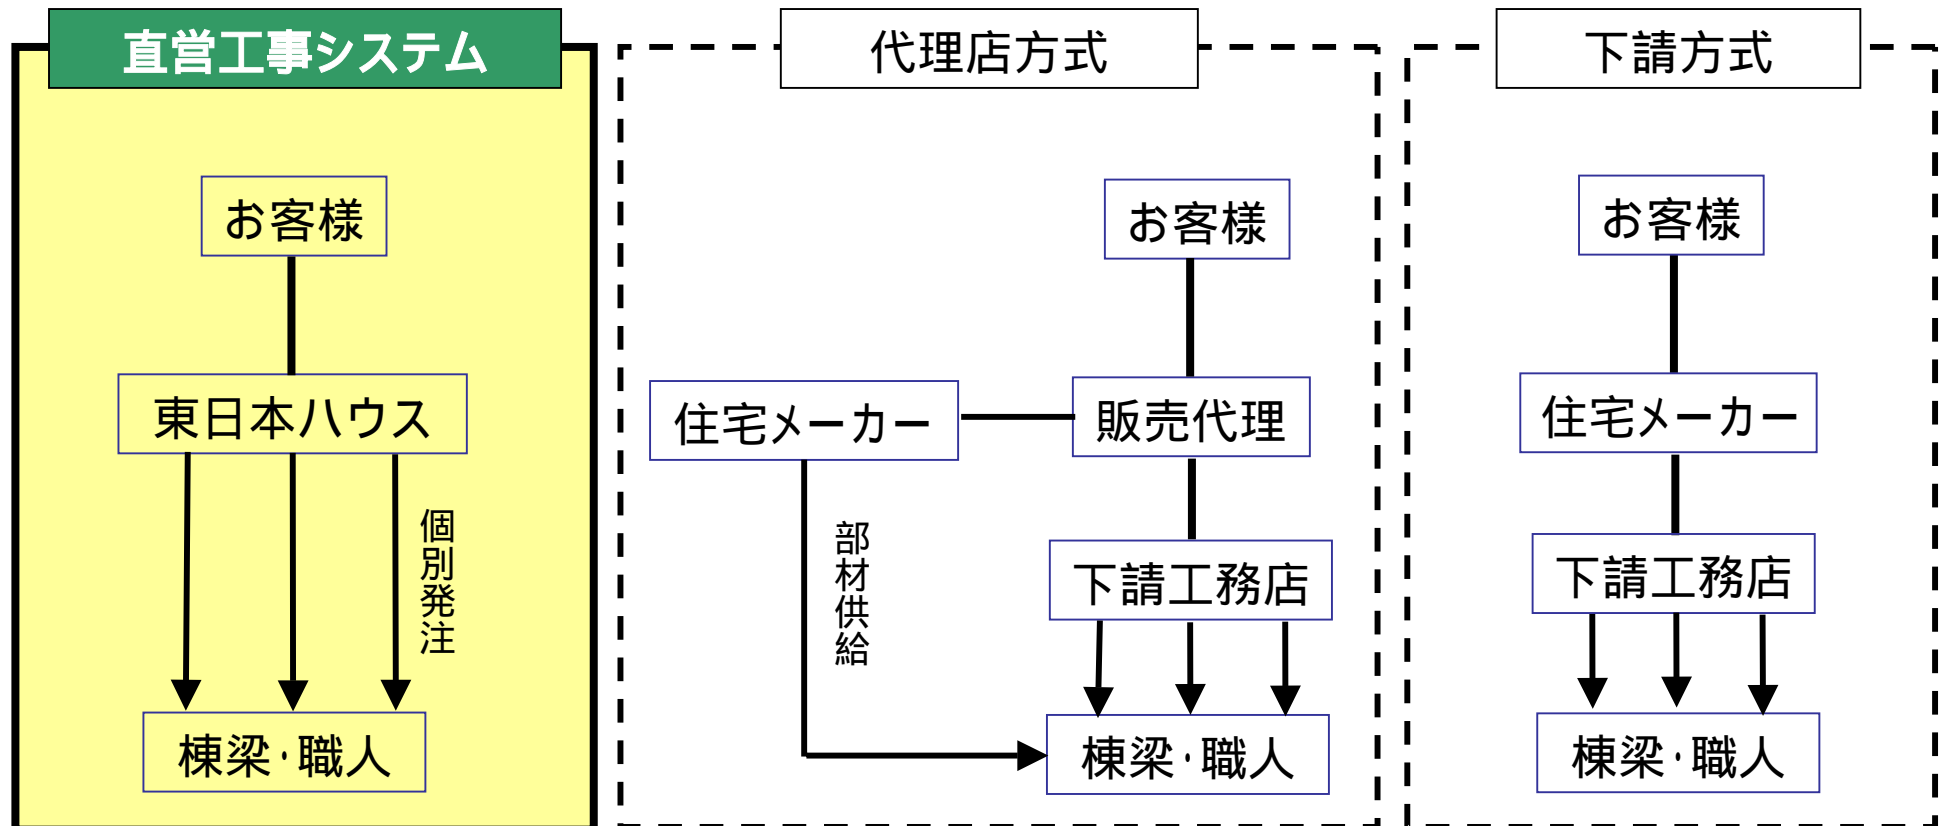 直営工事システム
お客様
東日本ハウス
個別発注
棟梁・職人
代理店方式
お客様
住宅メーカー
販売代理
部材供給
下請工務店
棟梁・職人
下請方式
お客様
住宅メーカー
下請工務店
棟梁・職人